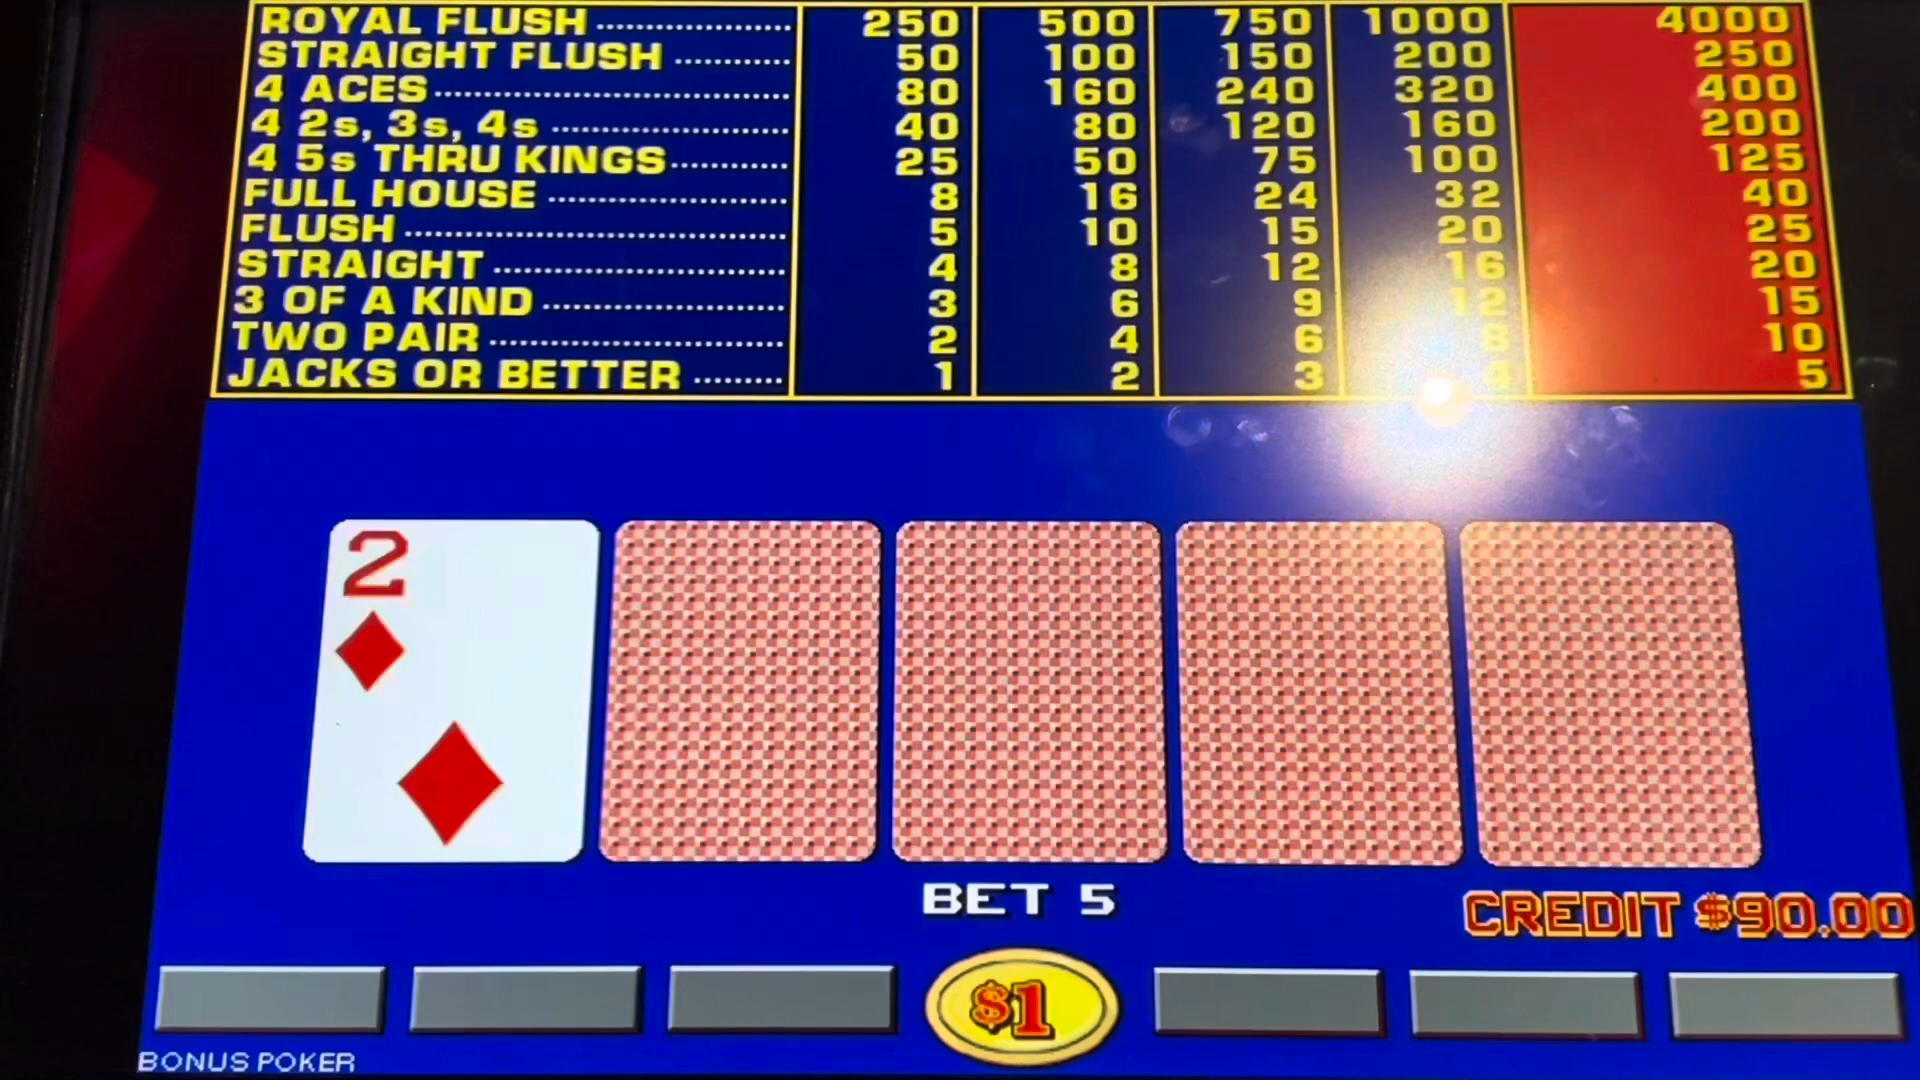 ROYAL FLUSH 250 500 750 1000 4000
STRAIGHT FLUSH 50 100 150 200 250
4 ACES 80 160 240 320 400
4 2s, 3s, 4s 40 80 120 160 200
4 5s THRU KINGS 25 50 75 100 125
FULL HOUSE 8 16 24 32 40
FLUSH 5 10 15 20 25
STRAIGHT 4 8 12 16 20
3 OF A KIND 3 6 9 12 15
TWO PAIR 2 4 6 8 10
JACKS OR BETTER 1 2 3 4 5
2
BET 5
CREDIT $90.00
$1
BONUS POKER